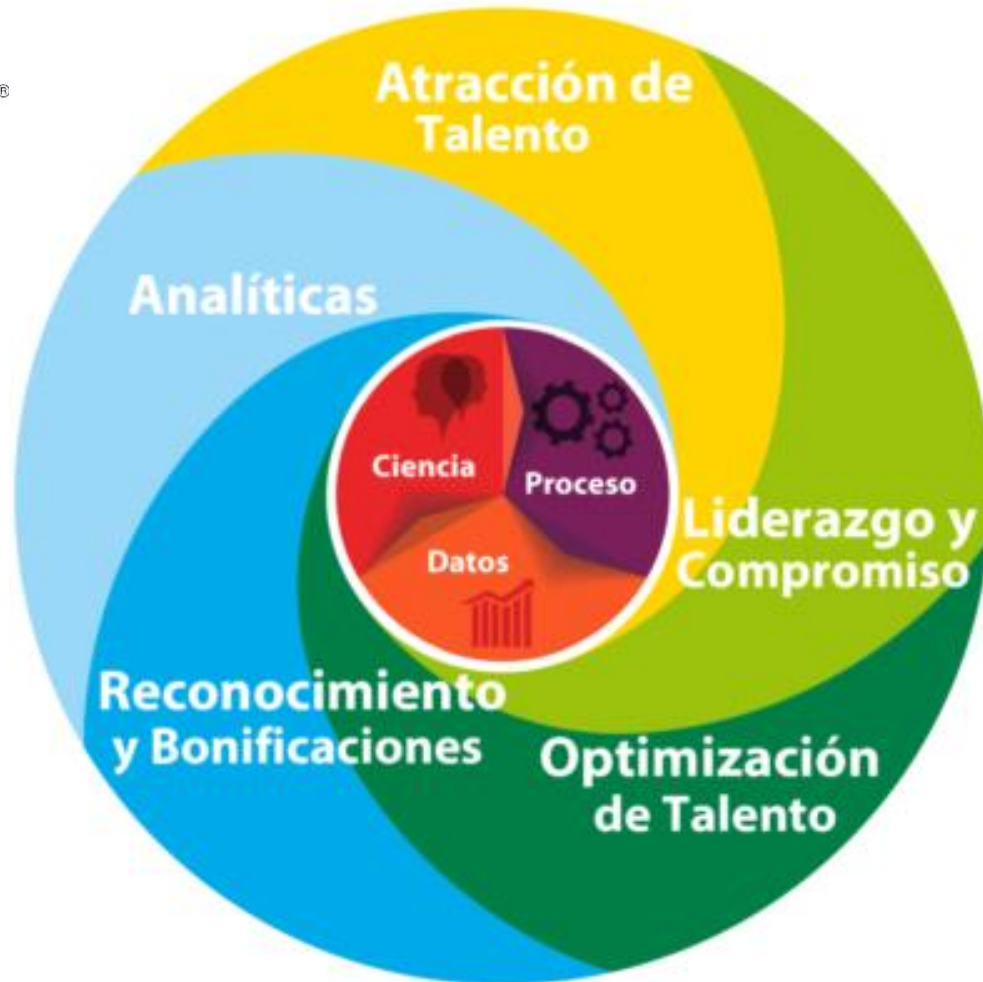 ®
Atracción de
Talento
Analíticas
Ciencia
Proceso
Datos
Liderazgo y
Compromiso
Reconocimiento
y Bonificaciones
Optimización
de Talento